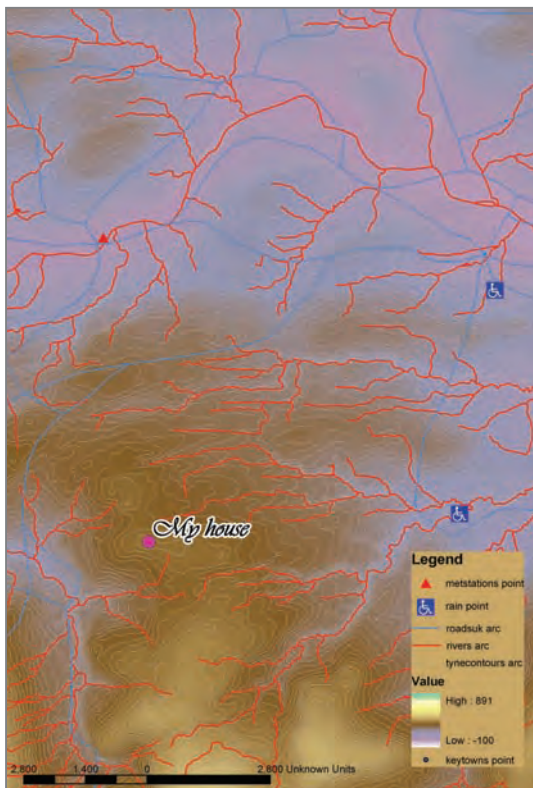 My house
Legend
metstations point
rain point
roadsuk arc
rivers arc
tynecontours arc
Value
High : 891
Low : -100
keytowns point
2,800 1,400 0 2,800 Unknown Units